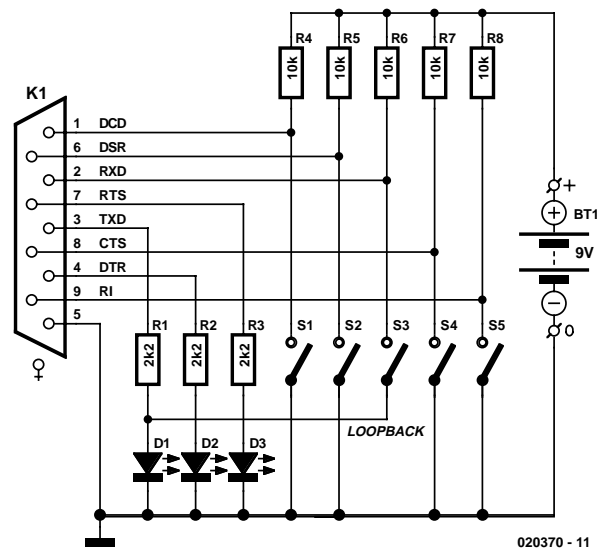 R4 R5 R6 R7 R8
10k 10k 10k 10k 10k
K1
1 DCD
6 DSR
2 RXD
7 RTS
3 TXD
8 CTS
4 DTR
9 RI
5
+
BT1
9V
0
R1 R2 R3
2k2 2k2 2k2
S1 S2 S3 S4 S5
LOOPBACK
D1 D2 D3
020370 - 11